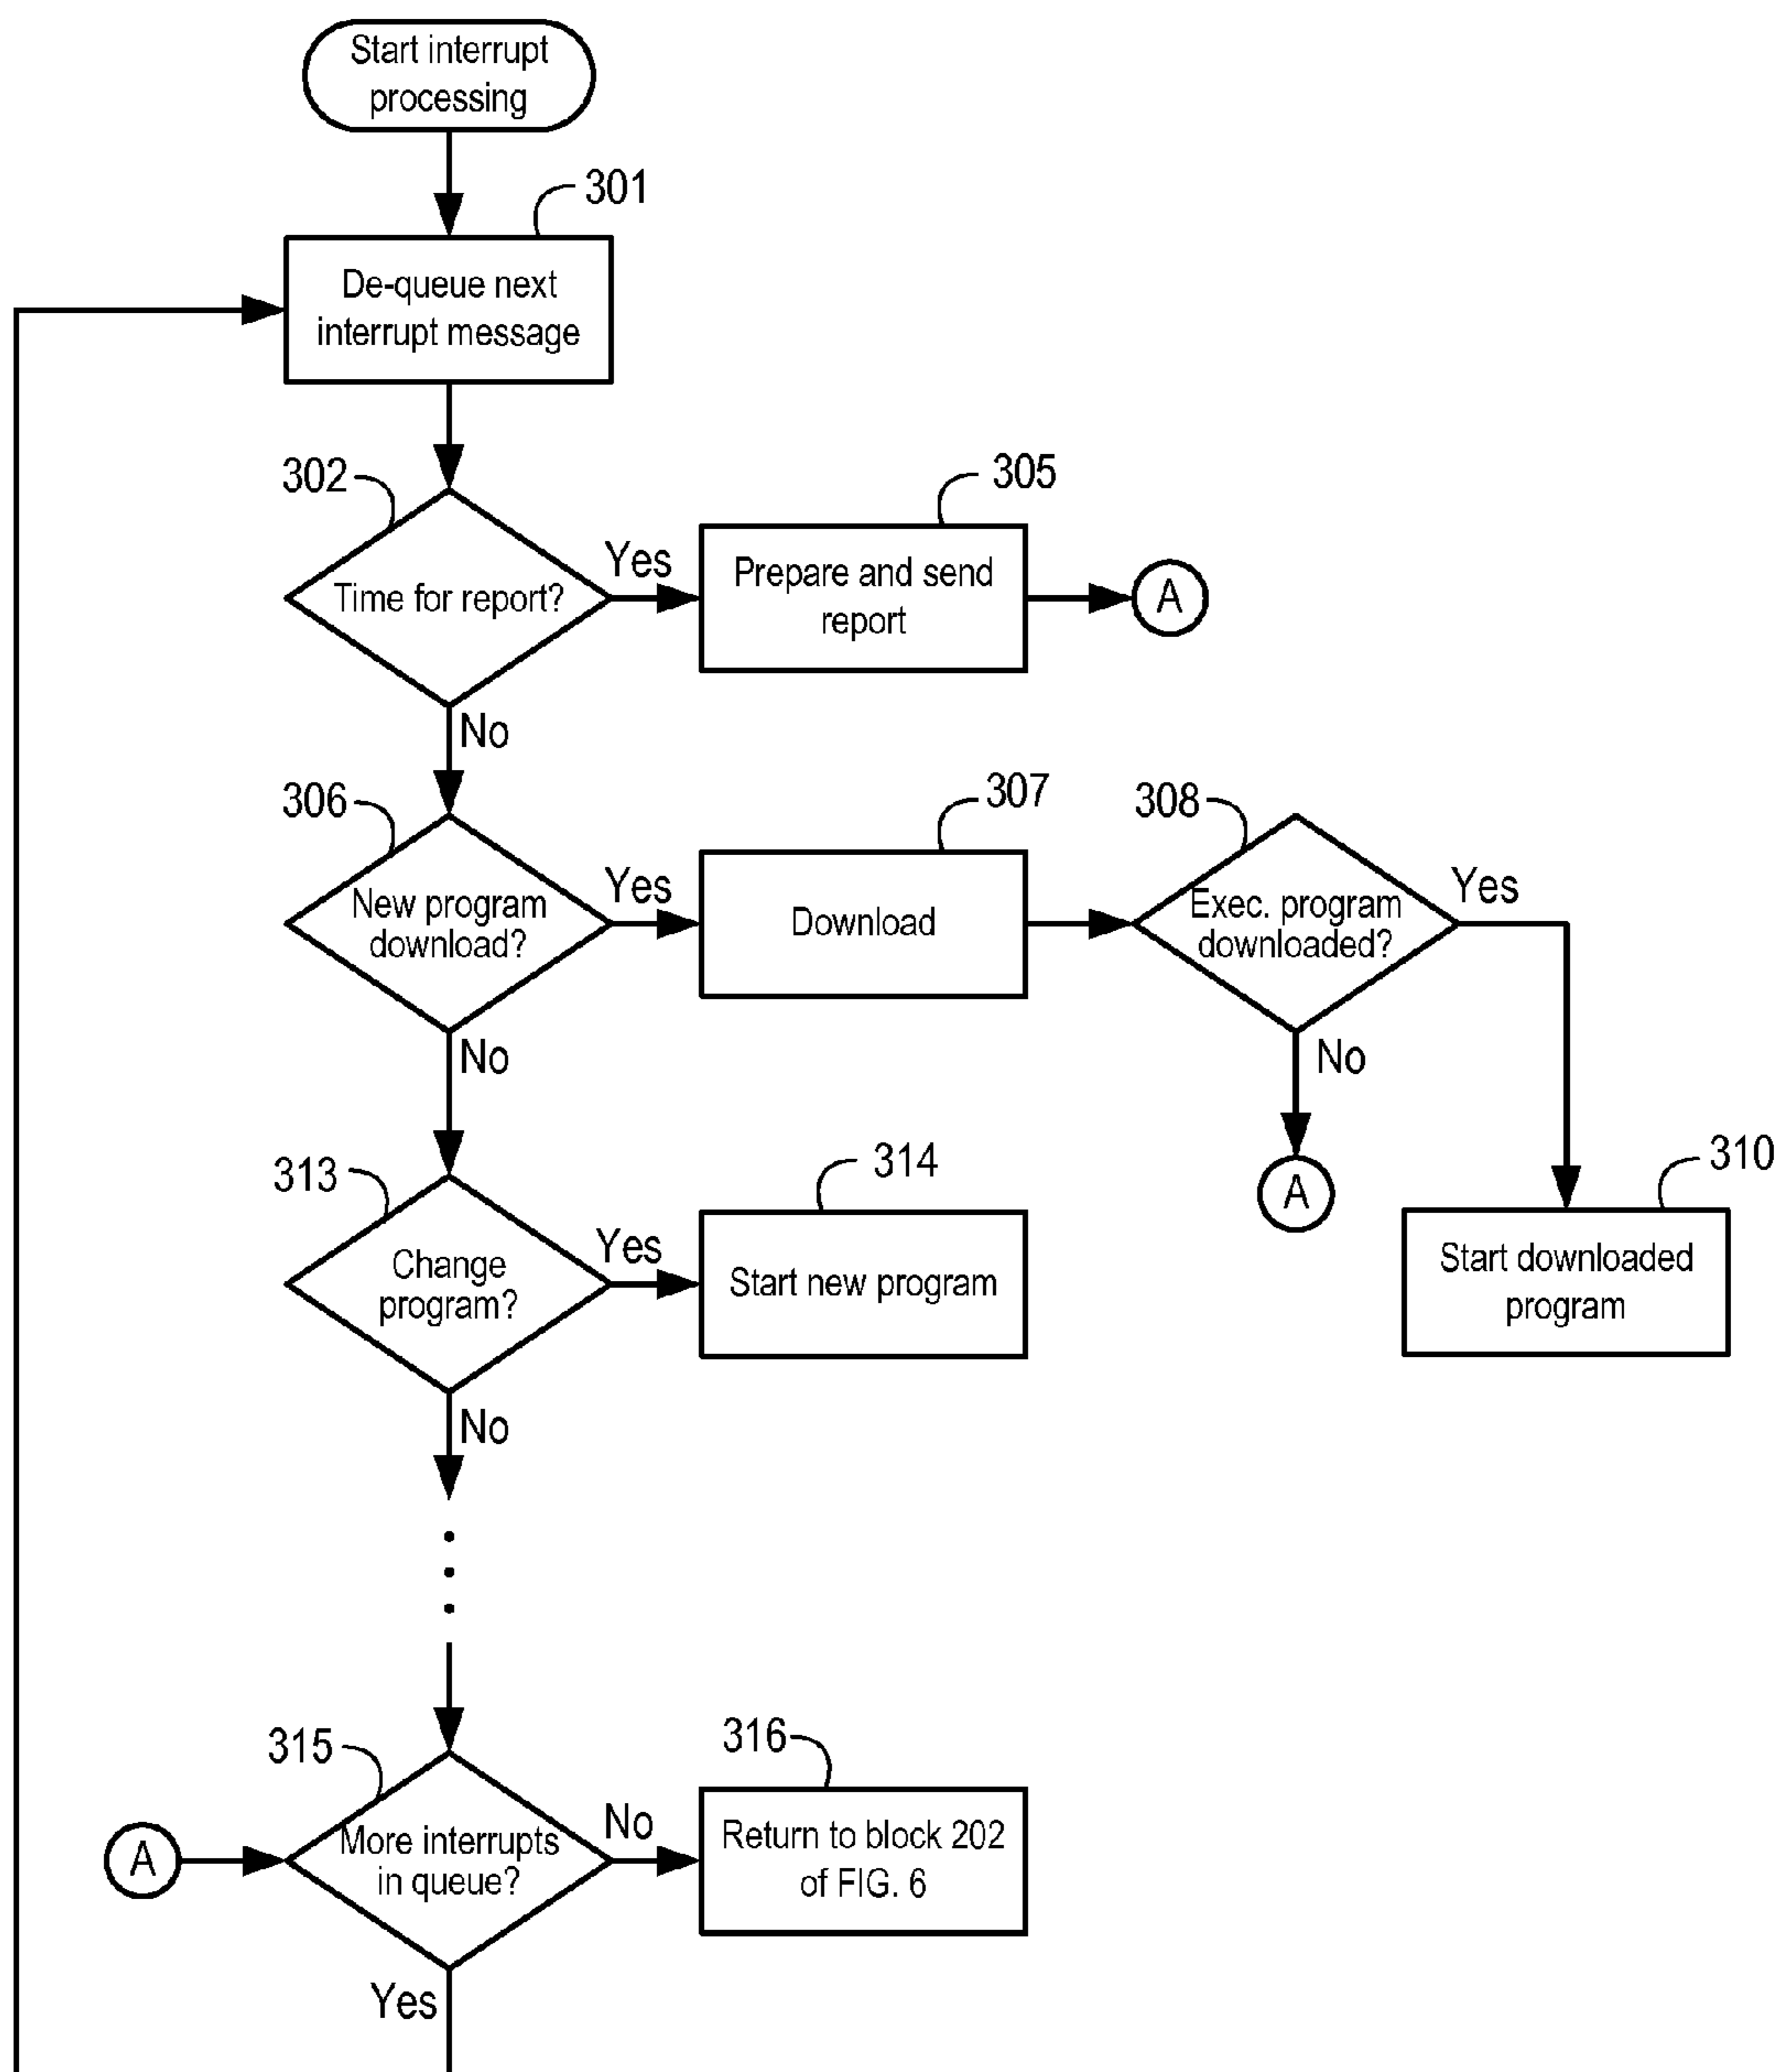 Start interrupt
processing
301
De-queue next
interrupt message
302
Time for report?
Yes
305
Prepare and send
report
A
No
306
New program
download?
Yes
307
Download
308
Exec. program
downloaded?
Yes
No
A
310
Start downloaded
program
No
313
Change
program?
Yes
314
Start new program
No
315
A
More interrupts
in queue?
No
316
Return to block 202
of FIG. 6
Yes